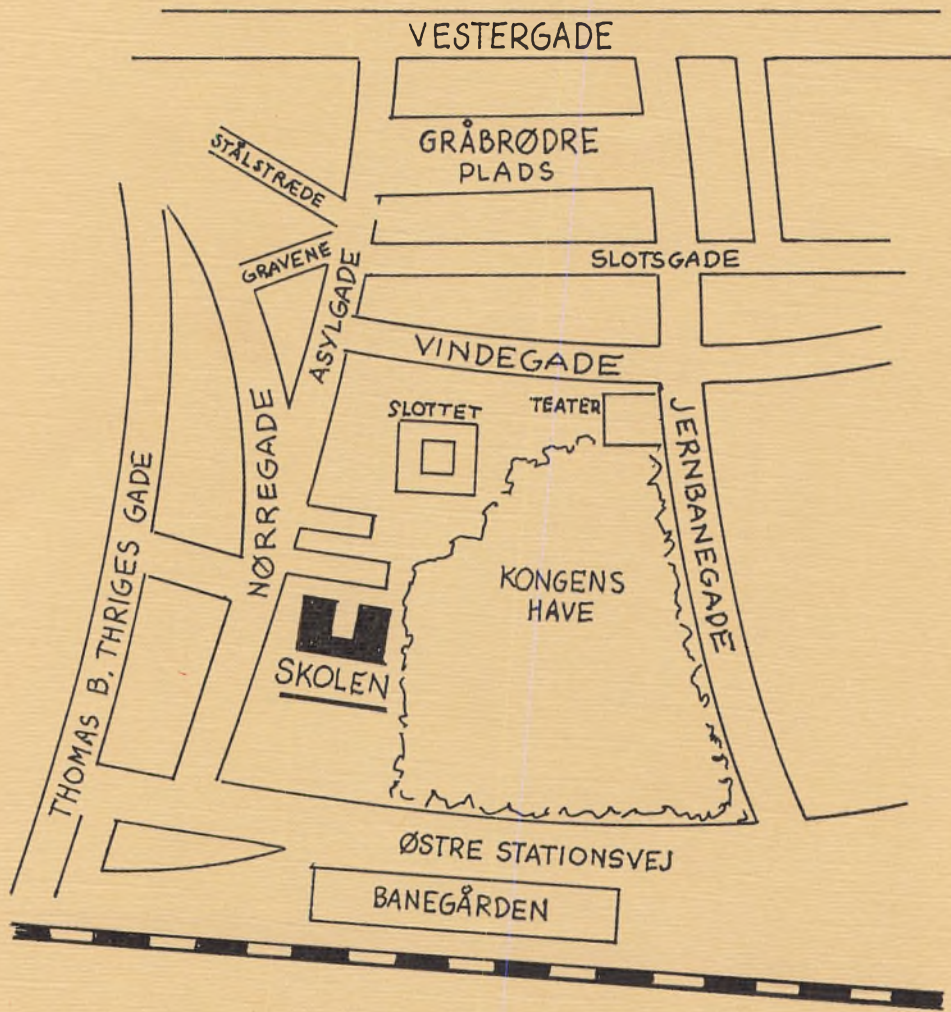 VESTERGADE
GRÅBRØDRE
PLADS
STÅLSTRÆDE
GRAVENE
SLOTSGADE
ASYLGADE
VINDEGADE
SLOTTET
TEATER
JERNBANEGADE
NØRREGADE
THOMAS B. THRIGES GADE
KONGENS
HAVE
SKOLEN
ØSTRE STATIONSVEJ
BANEGÅRDEN